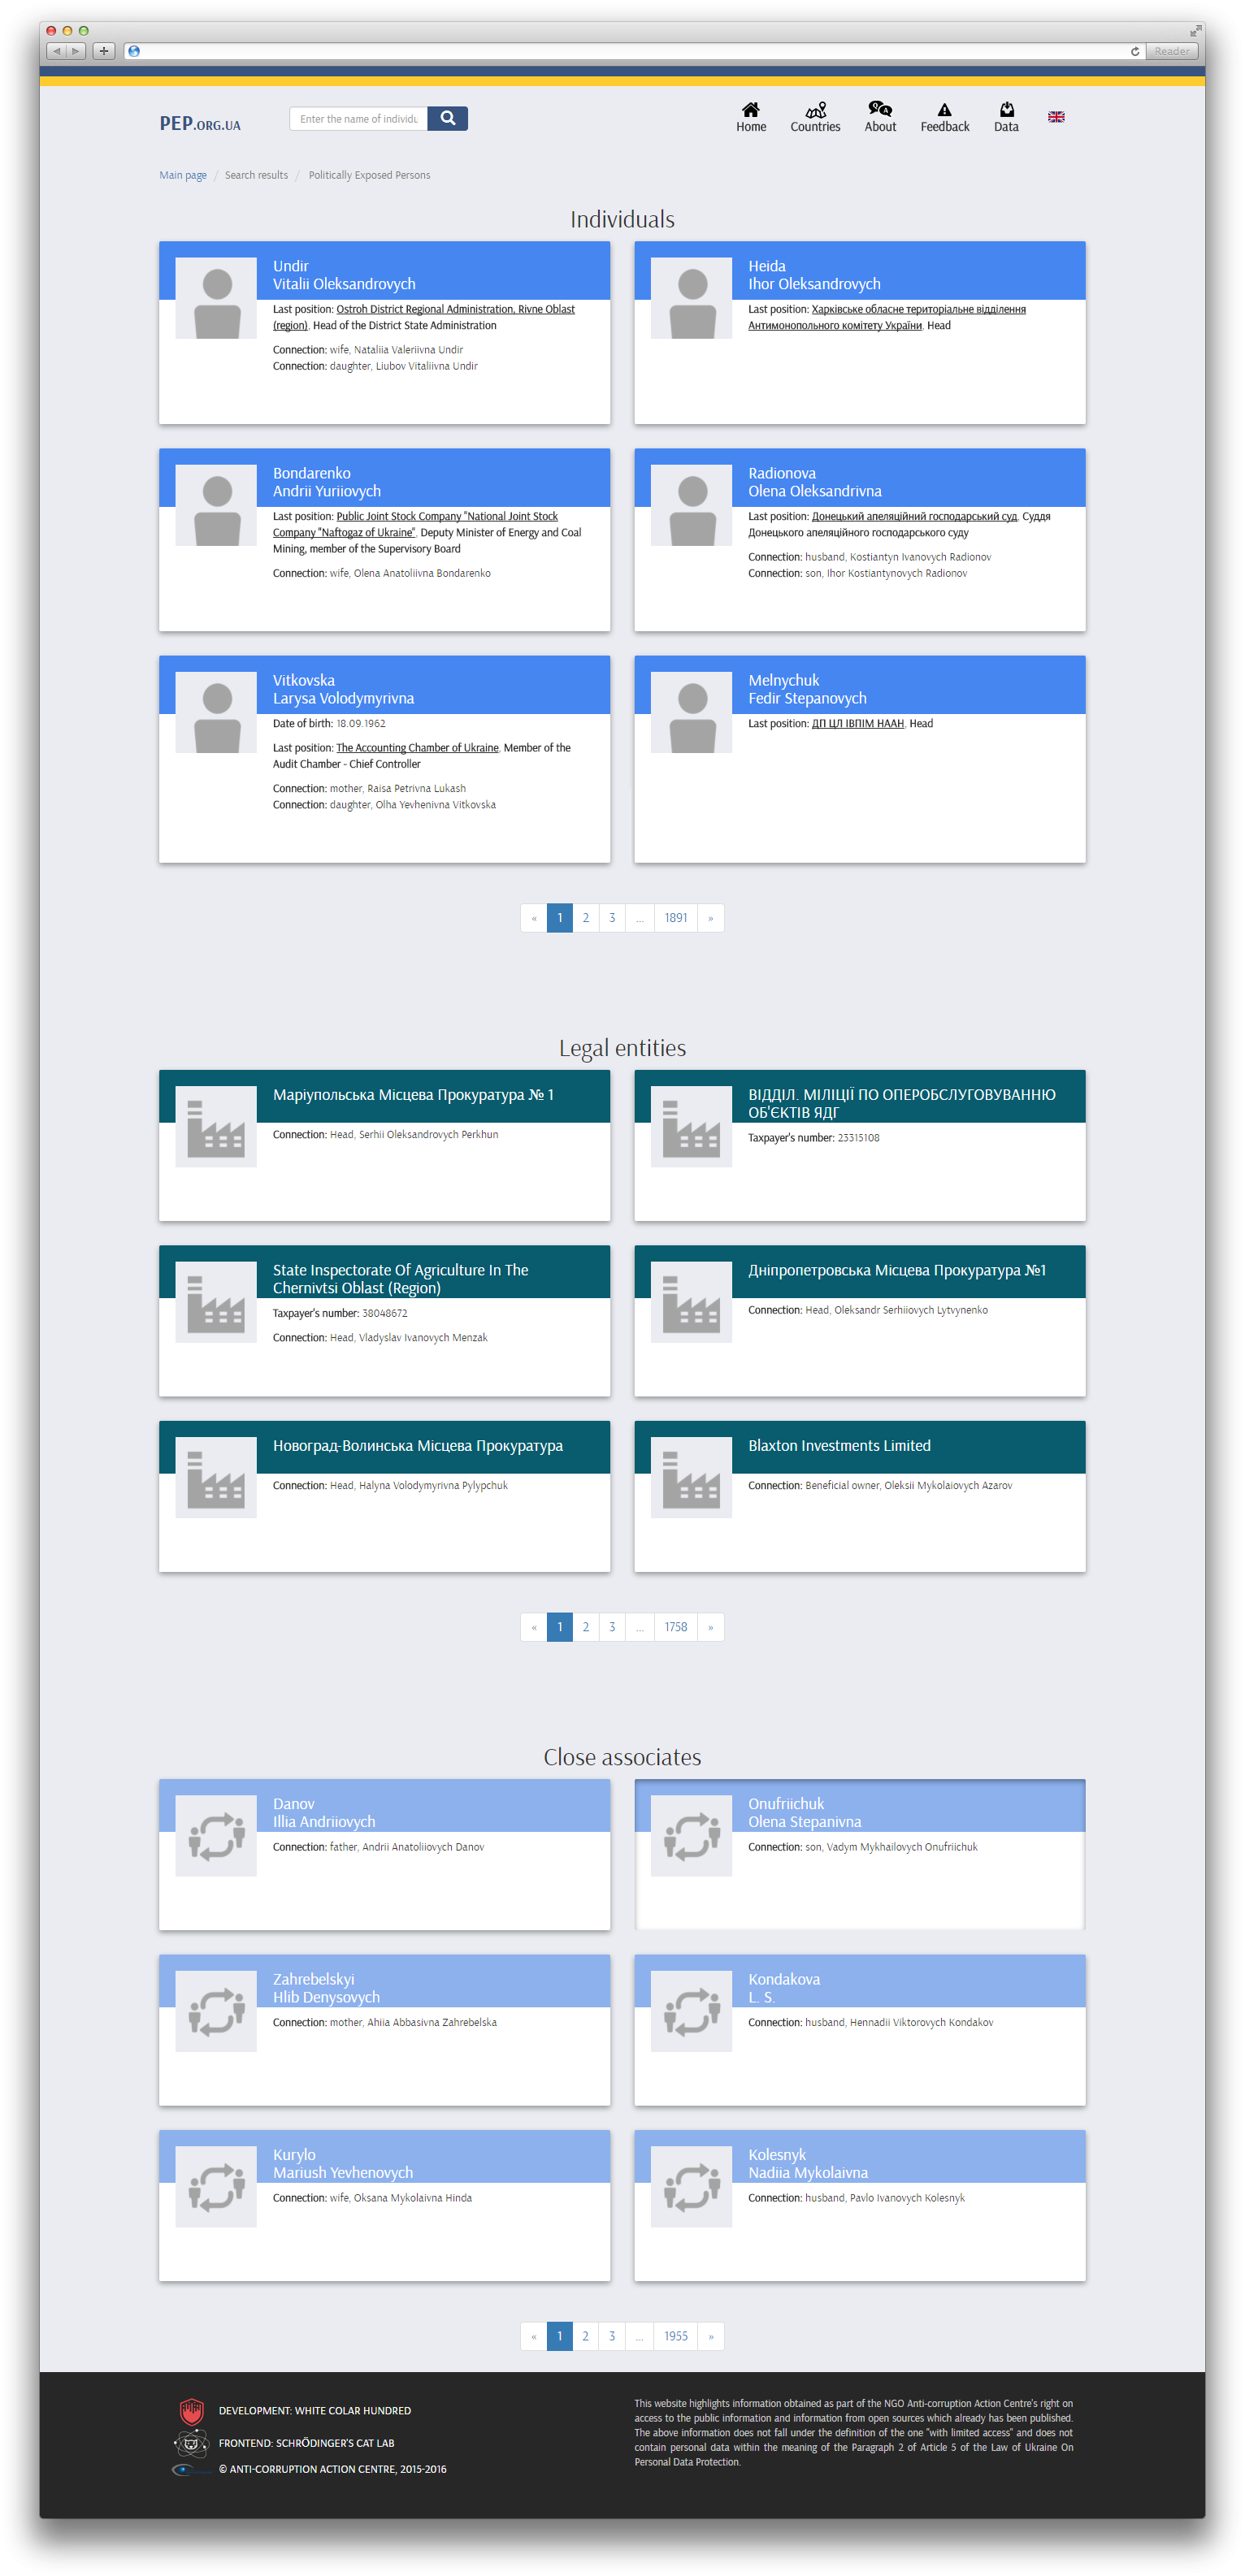 Reader
PEP.ORG.UA
Enter the name of individu
Home
Countries
About
Feedback
Data
Main page / Search results / Politically Exposed Persons
Individuals
Undir
Vitalii Oleksandrovych
Last position: Ostroh District Regional Administration, Rivne Oblast
(region), Head of the District State Administration
Connection: wife, Nataliia Valeriivna Undir
Connection: daughter, Liubov Vitaliivna Undir
Heida
Ihor Oleksandrovych
Last position: Харківське обласне територіальне відділення
Антимонопольного комітету України, Head
Bondarenko
Andrii Yuriiovych
Last position: Public Joint Stock Company "National Joint Stock
Company "Naftogaz of Ukraine", Deputy Minister of Energy and Coal
Mining, member of the Supervisory Board
Connection: wife, Olena Anatoliivna Bondarenko
Radionova
Olena Oleksandrivna
Last position: Донецький апеляційний господарський суд, Суддя
Донецького апеляційного господарського суду
Connection: husband, Kostiantyn Ivanovych Radionov
Connection: son, Ihor Kostiantynovych Radionov
Vitkovska
Larysa Volodymyrivna
Date of birth: 18.09.1962
Last position: The Accounting Chamber of Ukraine, Member of the
Audit Chamber - Chief Controller
Connection: mother, Raisa Petrivna Lukash
Connection: daughter, Olha Yevhenivna Vitkovska
Melnychuk
Fedir Stepanovych
Last position: ДП ЦЛ ІВПІМ НААН, Head
« 1 2 3 ... 1891 »
Legal entities
Маріупольська Місцева Прокуратура № 1
Connection: Head, Serhii Oleksandrovych Perkhun
ВІДДІЛ. МІЛІЦІЇ ПО ОПЕРОБСЛУГОВУВАННЮ
ОБ'ЄКТІВ ЯДГ
Taxpayer's number: 23315108
State Inspectorate Of Agriculture In The
Chernivtsi Oblast (Region)
Taxpayer's number: 38048672
Connection: Head, Vladyslav Ivanovych Menzak
Дніпропетровська Місцева Прокуратура №1
Connection: Head, Oleksandr Serhiiovych Lytvynenko
Новоград-Волинська Місцева Прокуратура
Connection: Head, Halyna Volodymyrivna Pylypchuk
Blaxton Investments Limited
Connection: Beneficial owner, Oleksii Mykolaiovych Azarov
« 1 2 3 ... 1758 »
Close associates
Danov
Illia Andriiovych
Connection: father, Andrii Anatoliiovych Danov
Onufriichuk
Olena Stepanivna
Connection: son, Vadym Mykhailovych Onufriichuk
Zahrebelskyi
Hlib Denysovych
Connection: mother, Ahiia Abbasivna Zahrebelska
Kondakova
L. S.
Connection: husband, Hennadii Viktorovych Kondakov
Kurylo
Mariush Yevhenovych
Connection: wife, Oksana Mykolaivna Hinda
Kolesnyk
Nadiia Mykolaivna
Connection: husband, Pavlo Ivanovych Kolesnyk
« 1 2 3 ... 1955 »
DEVELOPMENT: WHITE COLAR HUNDRED
FRONTEND: SCHRÖDINGER'S CAT LAB
© ANTI-CORRUPTION ACTION CENTRE, 2015-2016
This website highlights information obtained as part of the NGO Anti-corruption Action Centre's right on
access to the public information and information from open sources which already has been published.
The above information does not fall under the definition of the one "with limited access" and does not
contain personal data within the meaning of the Paragraph 2 of Article 5 of the Law of Ukraine On
Personal Data Protection.